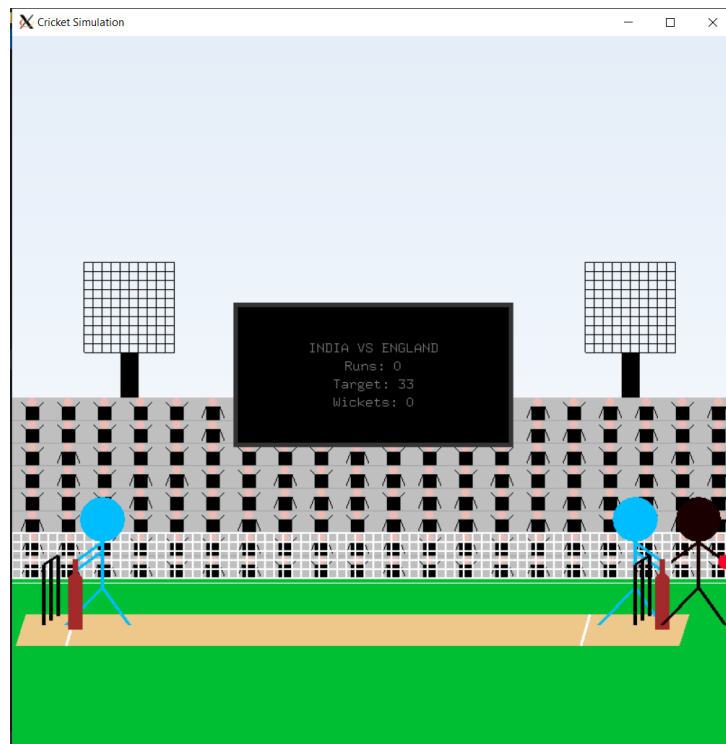 Cricket Simulation
INDIA VS ENGLAND
Runs: 0
Target: 33
Wickets: 0